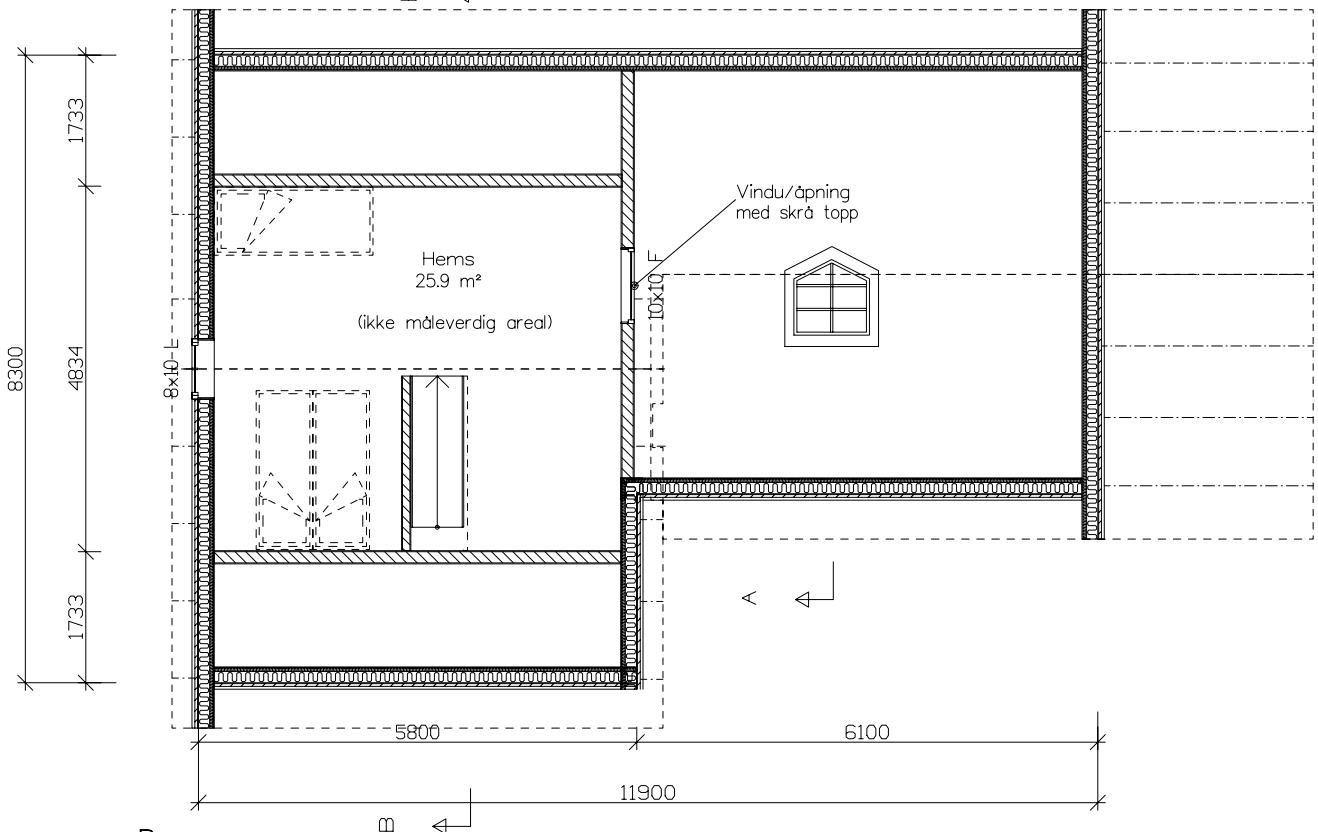 1733
8300
4834
1733
8x10 L
Hems
25.9 m²
(ikke måleverdig areal)
Vindu/åpning
med skrå topp
10x10 F
A
5800
6100
11900
B